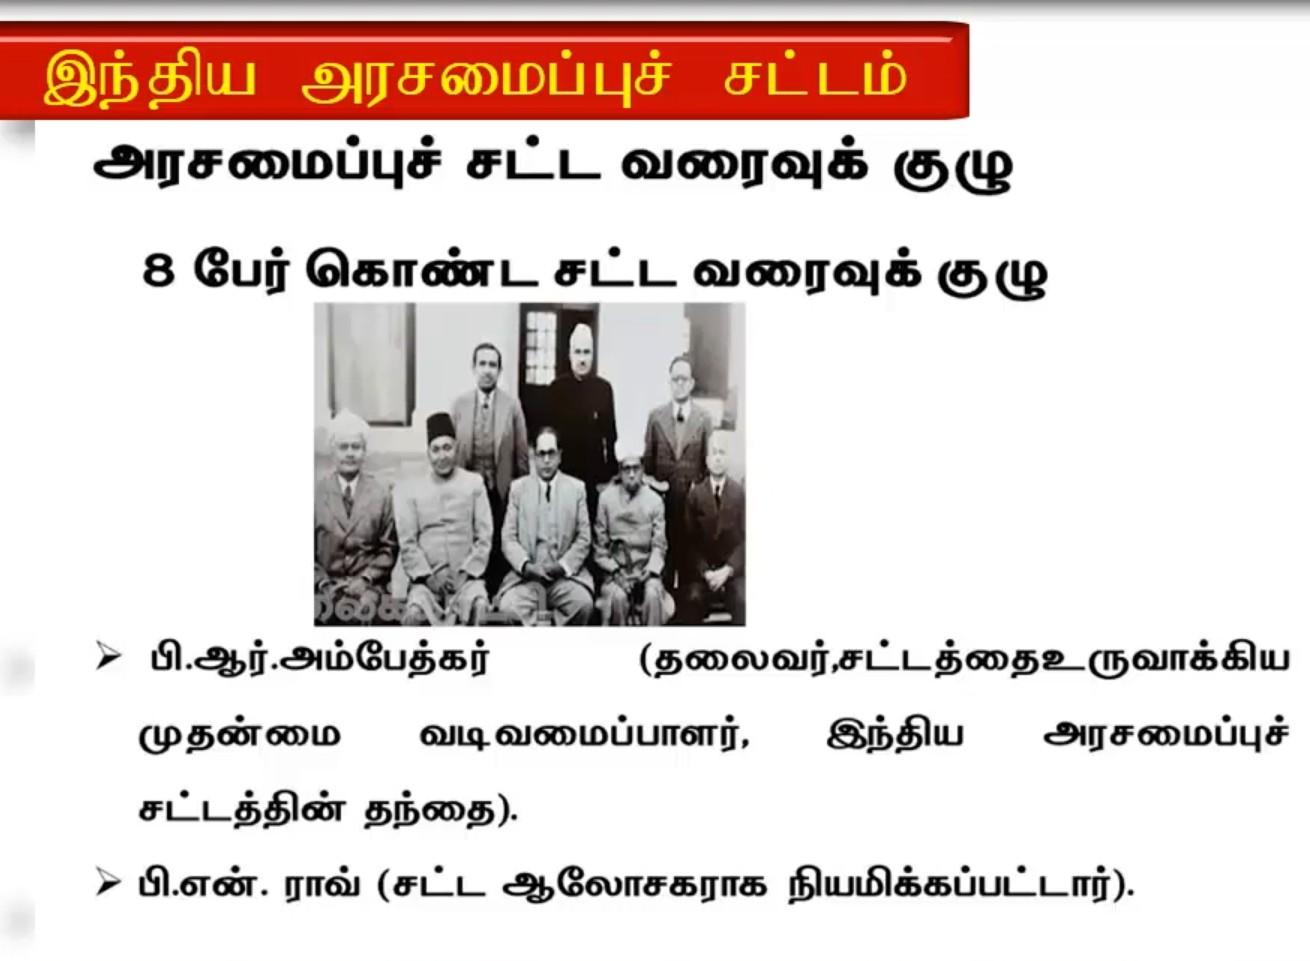 இந்திய அரசமைப்புச் சட்டம்
அரசமைப்புச் சட்ட வரைவுக் குழு
8 பேர் கொண்ட சட்ட வரைவுக் குழு
➢ பி.ஆர்.அம்பேத்கர் (தலைவர்,சட்டத்தைஉருவாக்கிய
முதன்மை வடிவமைப்பாளர், இந்திய அரசமைப்புச்
சட்டத்தின் தந்தை).
➢ பி.என். ராவ் (சட்ட ஆலோசகராக நியமிக்கப்பட்டார்).